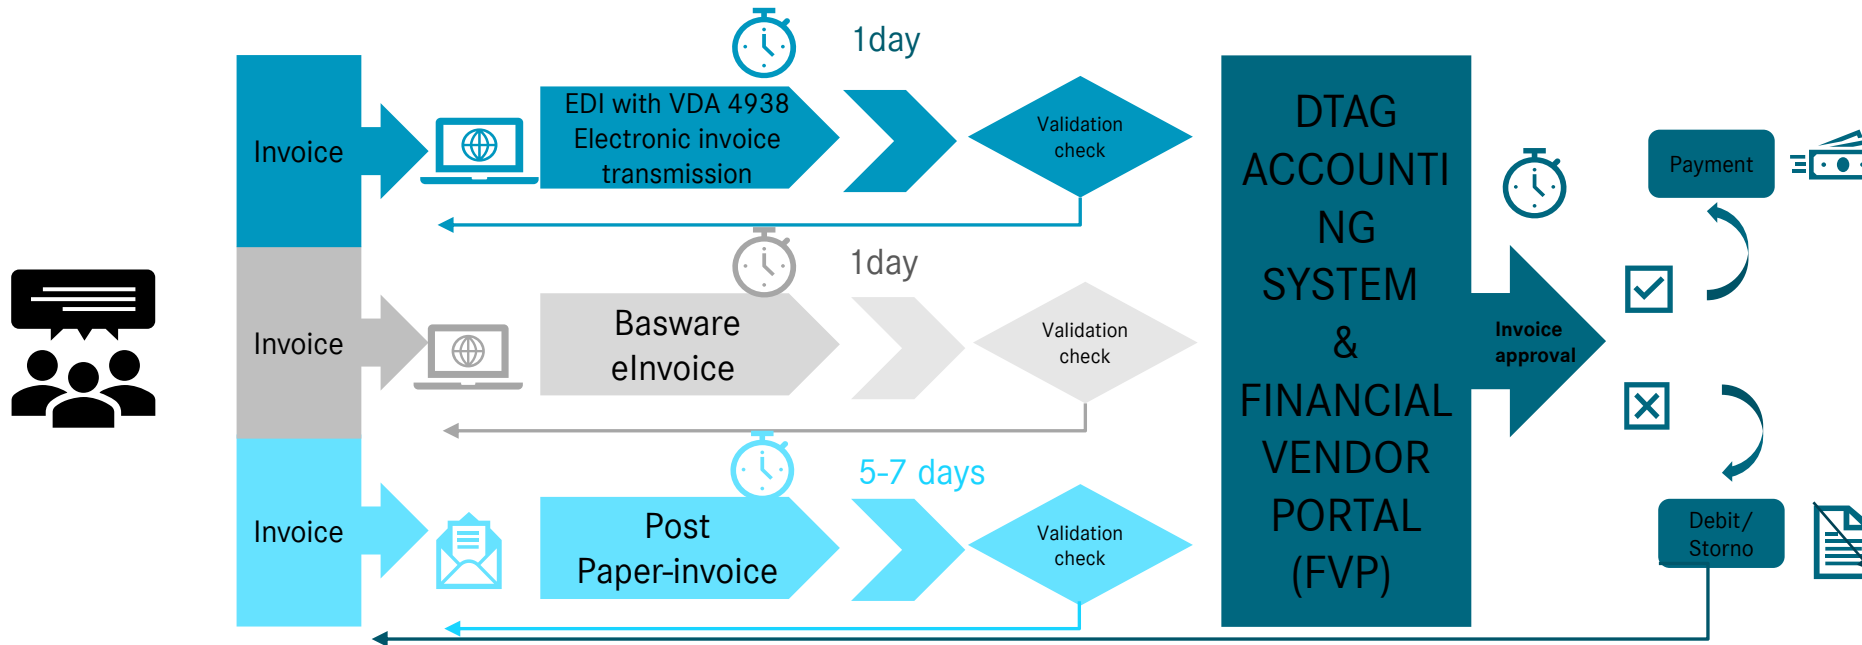 1day
Invoice
EDI with VDA 4938
Electronic invoice
transmission
Validation
check
1day
Invoice
Basware
eInvoice
Validation
check
5-7 days
Invoice
Post
Paper-invoice
Validation
check
DTAG
ACCOUNTI
NG
SYSTEM
&
FINANCIAL
VENDOR
PORTAL
(FVP)
Invoice
approval
Payment
Debit/
Storno